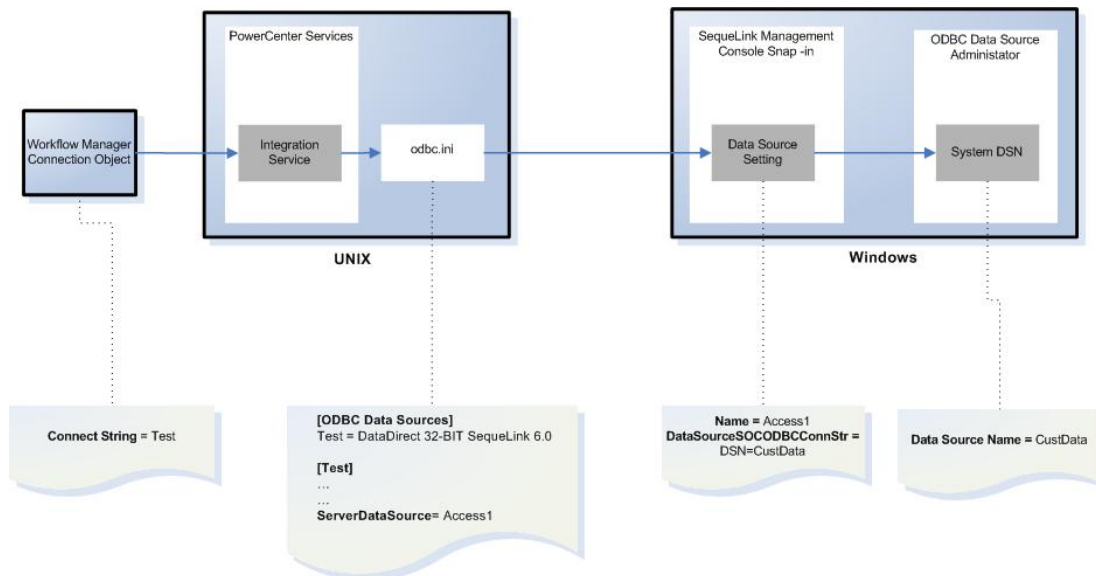 PowerCenter Services
SequeLink Management
Console Snap -in
ODBC Data Source
Administator
Workflow Manager
Connection Object
Integration
Service
odbc.ini
Data Source
Setting
System DSN
UNIX
Windows
Connect String = Test
[ODBC Data Sources]
Test = DataDirect 32-BIT SequeLink 6.0
[Test]
...
...
ServerDataSource= Access1
Name = Access1
DataSourceSOCODBCConnStr =
DSN=CustData
Data Source Name = CustData